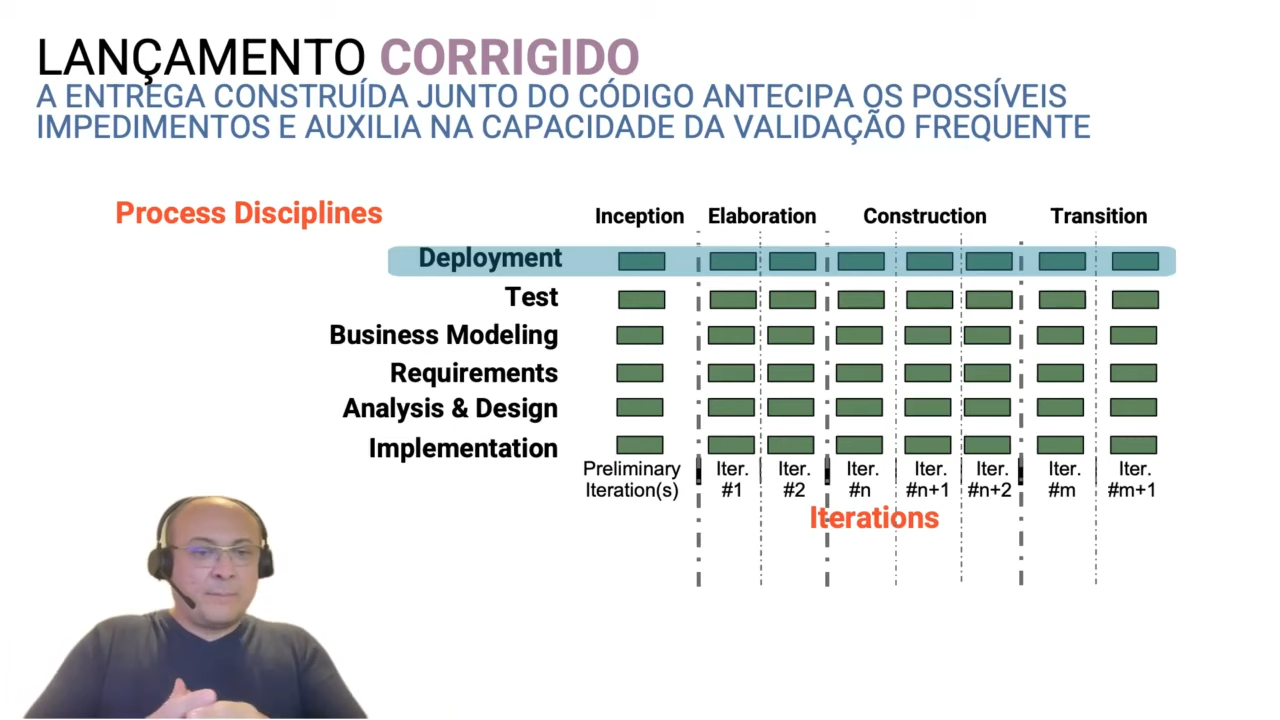 LANÇAMENTO CORRIGIDO
A ENTREGA CONSTRUÍDA JUNTO DO CÓDIGO ANTECIPA OS POSSÍVEIS
IMPEDIMENTOS E AUXILIA NA CAPACIDADE DA VALIDAÇÃO FREQUENTE
Process Disciplines
Inception Elaboration Construction Transition
Deployment
Test
Business Modeling
Requirements
Analysis & Design
Implementation
Preliminary Iter. Iter. Iter. Iter. Iter. Iter. Iter.
Iteration(s) #1 #2 #n #n+1 #n+2 #m #m+1
Iterations